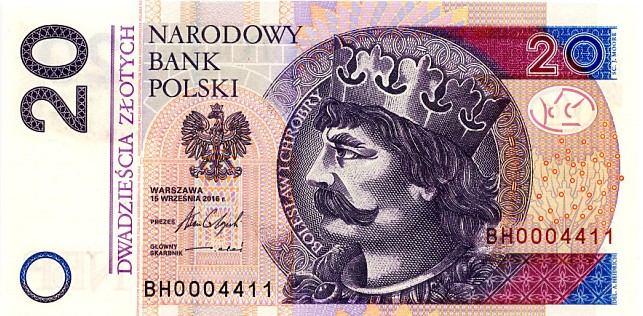 20
DWADZIEŚCIA ZŁOTYCH
NARODOWY
BANK
POLSKI
20
BOLESŁAW I CHROBRY
WARSZAWA
15 WRZEŚNIA 2016 r.
PREZES
GŁÓWNY
SKARBNIK
BH0004411
BH0004411